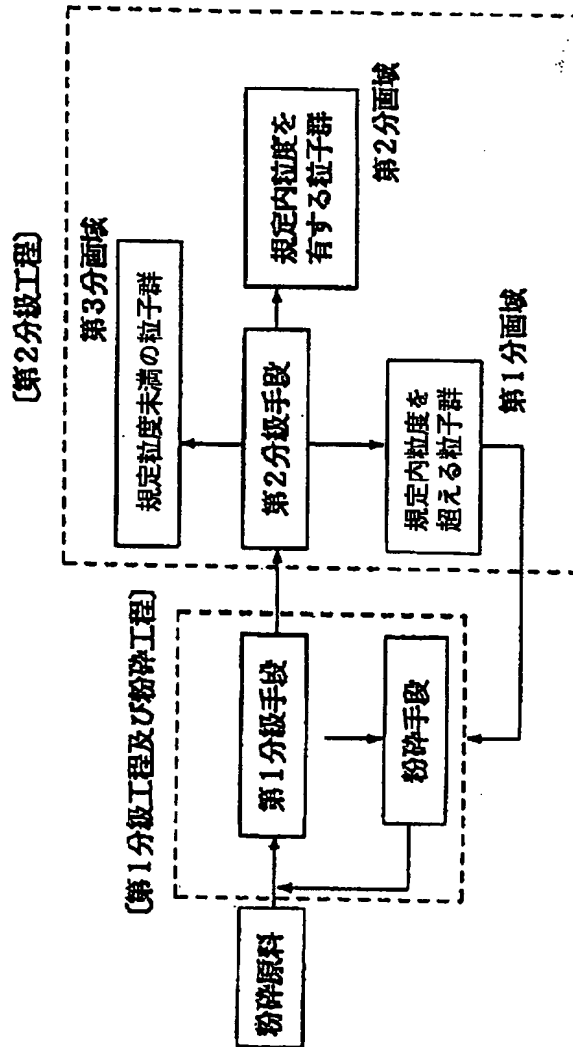 〔第2分級工程〕
〔第1分級工程及び粉砕工程〕
粉砕原料
第1分級手段
粉砕手段
第2分級手段
第3分画域
規定粒度未満の粒子群
規定内粒度を
有する粒子群
第2分画域
規定内粒度を
超える粒子群
第1分画域